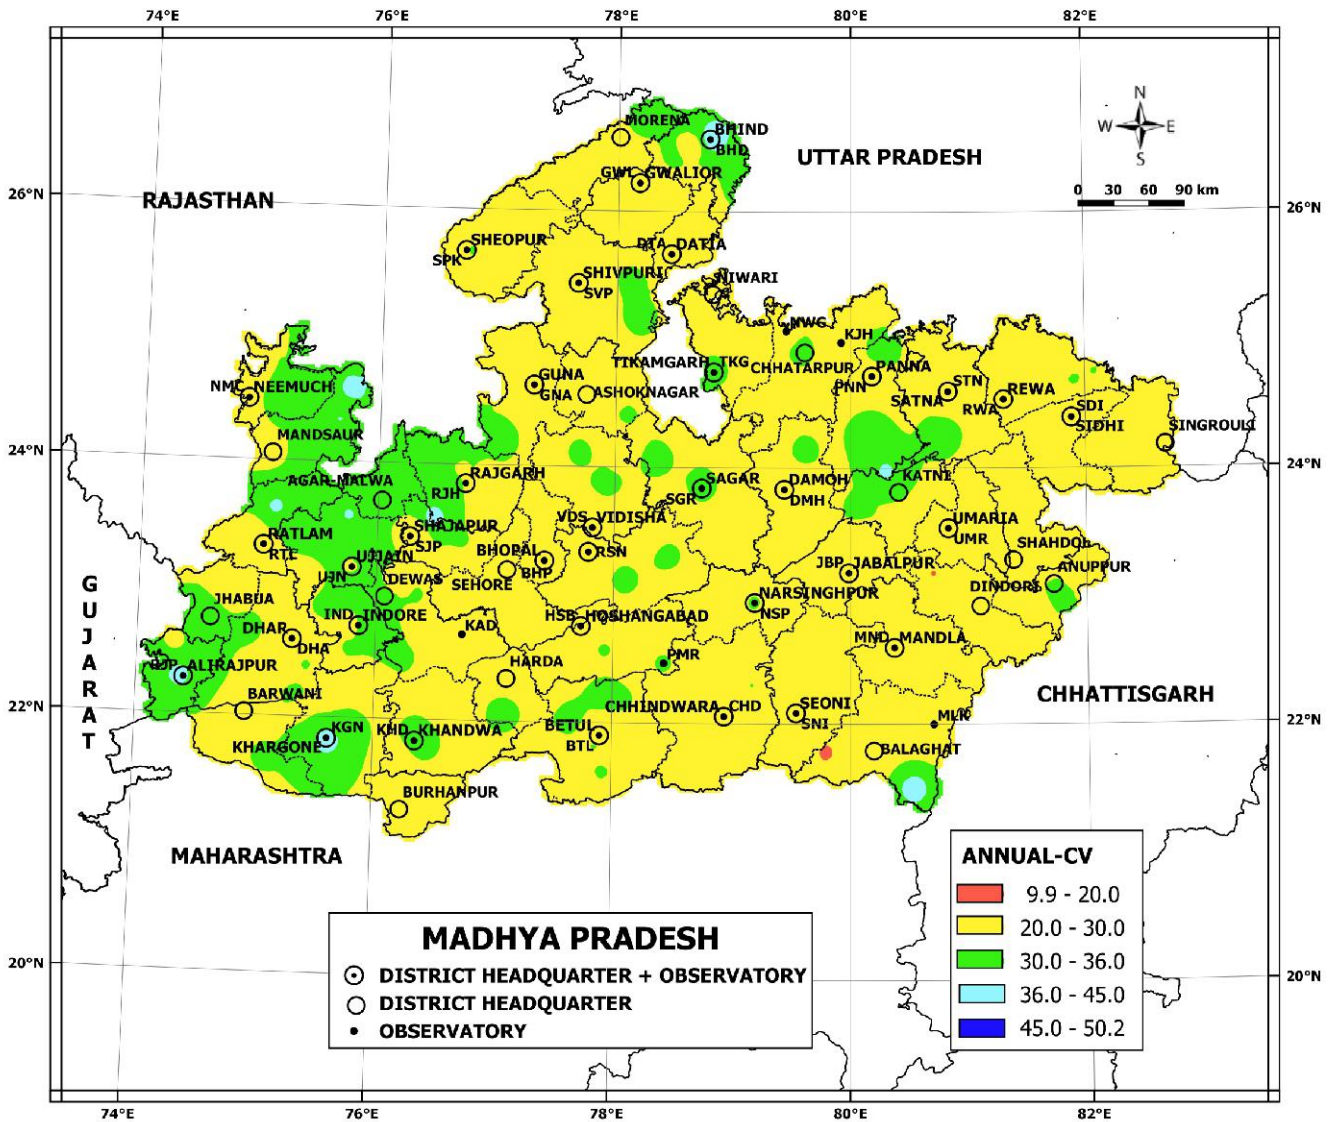 74°E 76°E 78°E 80°E 82°E
N
W E
S
0 30 60 90 km
UTTAR PRADESH
RAJASTHAN
26°N 26°N
MORENA
BHIND
BHD
GWL GWALIOR
SHEOPUR
SPK
DTA DATIA
SHIVPURI
SVP
NIWARI
NWG
KJH
TIKAMGARH TKG
CHHATARPUR
PANNA
PNN
STN
SATNA
REWA
RWA
SDI
SIDHI
SINGROULI
NMC NEEMUCH
GUNA
GNA
ASHOKNAGAR
MANDSAUR
24°N 24°N
AGAR-MALWA
RAJGARH
RJH
SAGAR
SGR
DAMOH
DMH
KATNI
RATLAM
RTL
SHAJAPUR
SJP
VDS VIDISHA
UMARIA
UMR
SHAHDOL
ANUPPUR
UJJAIN
UJN
DEWAS
BHOPAL
BHP
SEHORE
RSN
JBP JABALPUR
DINDORI
JHABUA
DHAR
DHA
IND INDORE
KAD
HSB HOSHANGABAD
NARSINGHPUR
NSP
MND MANDLA
ALIRAJPUR
HARDA
PMR
GUJARAT
CHHATTISGARH
22°N 22°N
BARWANI
KGN
KHARGONE
KHD KHANDWA
BETUL
BTL
CHHINDWARA CHD
SEONI
SNI
MLK
BALAGHAT
BURHANPUR
MAHARASHTRA
ANNUAL-CV
9.9 - 20.0
20.0 - 30.0
30.0 - 36.0
36.0 - 45.0
45.0 - 50.2
MADHYA PRADESH
DISTRICT HEADQUARTER + OBSERVATORY
DISTRICT HEADQUARTER
OBSERVATORY
20°N 20°N
74°E 76°E 78°E 80°E 82°E